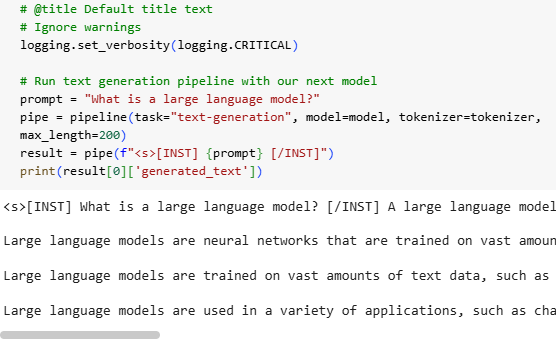 # @title Default title text
# Ignore warnings
logging.set_verbosity(logging.CRITICAL)
# Run text generation pipeline with our next model
prompt = "What is a large language model?"
pipe = pipeline(task="text-generation", model=model, tokenizer=tokenizer,
max_length=200)
result = pipe(f"<s>[INST] {prompt} [/INST]")
print(result[0]['generated_text'])
<s>[INST] What is a large language model? [/INST] A large language model
Large language models are neural networks that are trained on vast amoun
Large language models are trained on vast amounts of text data, such as
Large language models are used in a variety of applications, such as cha